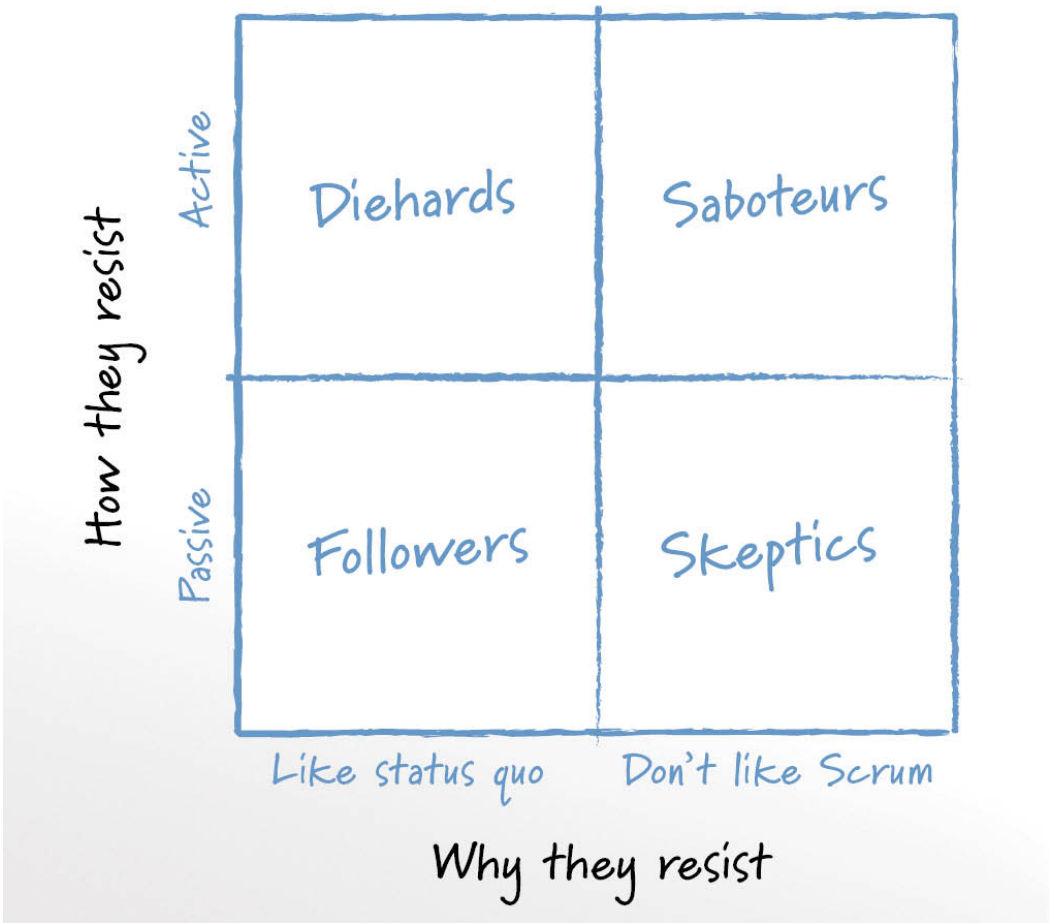 Active
Diehards
Saboteurs
How they resist
Passive
Followers
Skeptics
Like status quo
Don't like Scrum
Why they resist